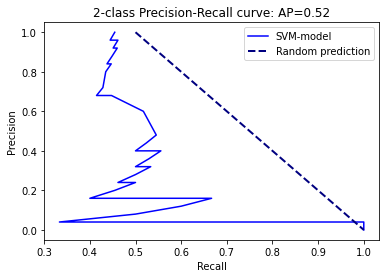 2-class Precision-Recall curve: AP=0.52
SVM-model
Random prediction
Precision
1.0
0.8
0.6
0.4
0.2
0.0
0.3 0.4 0.5 0.6 0.7 0.8 0.9 1.0
Recall